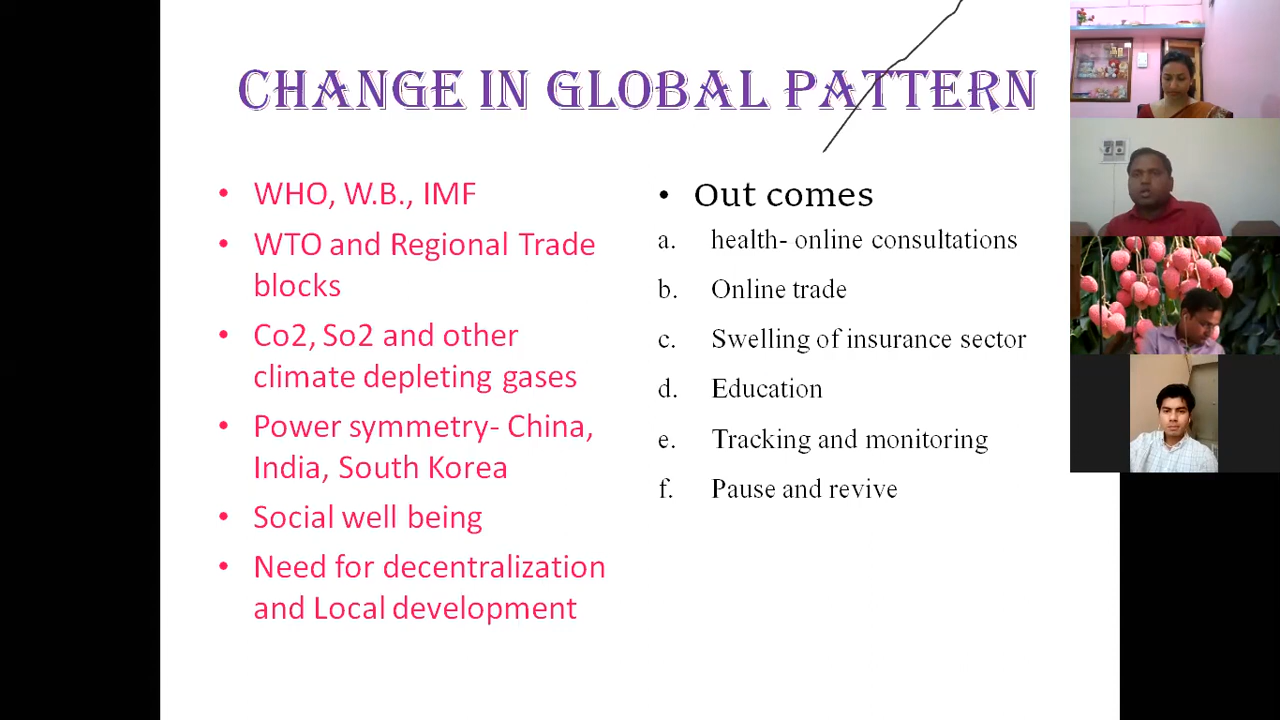 CHANGE IN GLOBAL PATTERN
• WHO, W.B., IMF
• WTO and Regional Trade
blocks
• Co2, So2 and other
climate depleting gases
• Power symmetry- China,
India, South Korea
• Social well being
• Need for decentralization
and Local development
• Out comes
a. health- online consultations
b. Online trade
c. Swelling of insurance sector
d. Education
e. Tracking and monitoring
f. Pause and revive